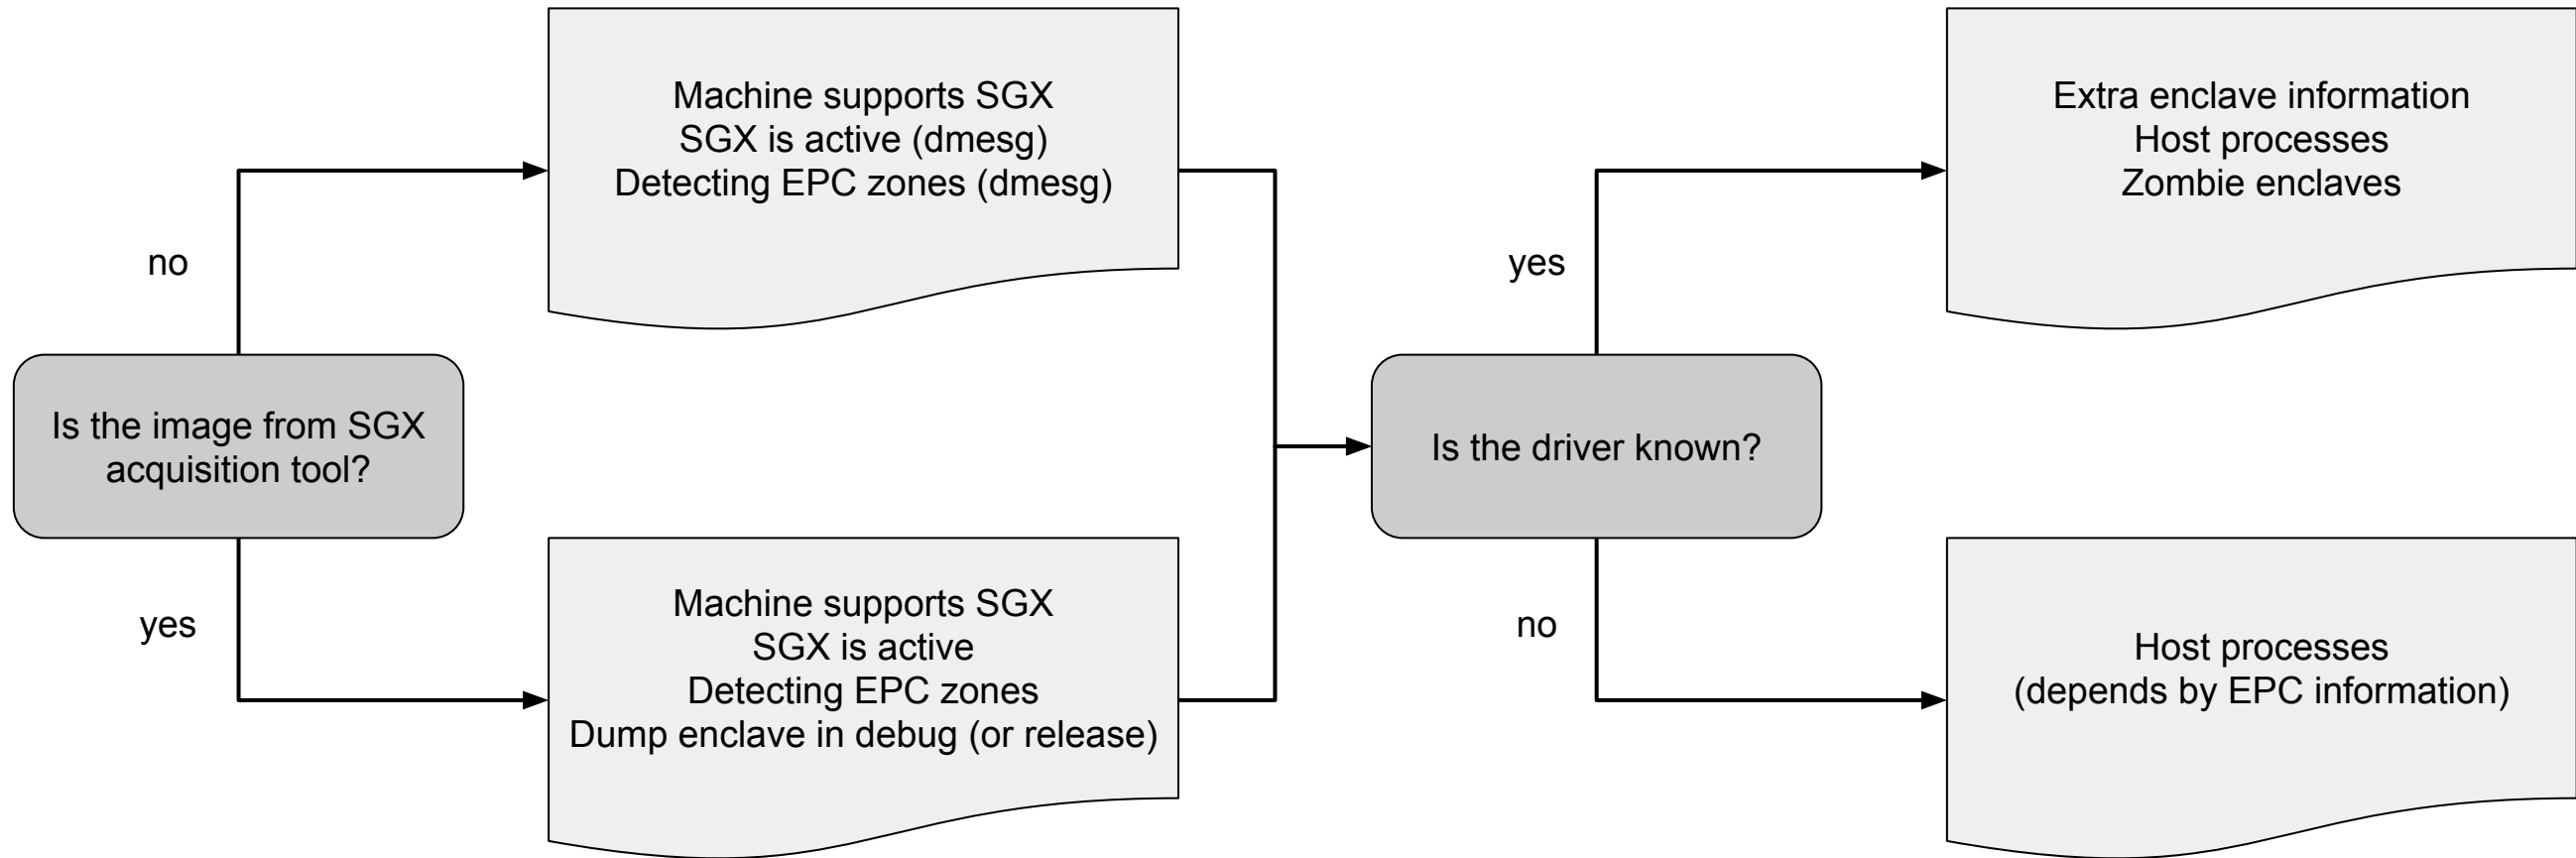 Machine supports SGX
SGX is active (dmesg)
Detecting EPC zones (dmesg)
Extra enclave information
Host processes
Zombie enclaves
no
yes
Is the image from SGX
acquisition tool?
Is the driver known?
yes
no
Machine supports SGX
SGX is active
Detecting EPC zones
Dump enclave in debug (or release)
Host processes
(depends by EPC information)